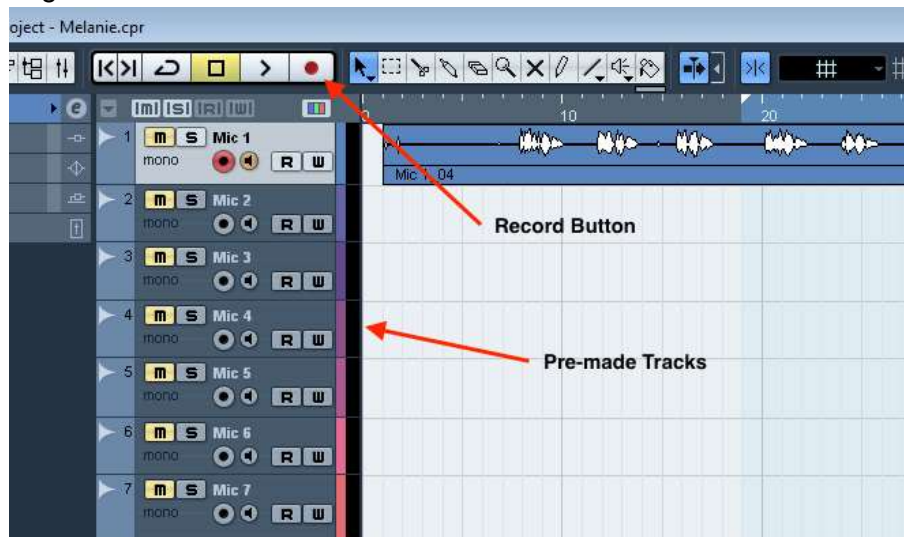 oject - Melanie.cpr
e m S R W
10 20
1 m S Mic 1
mono R W
Mic 1_04
2 m S Mic 2
mono R W
Record Button
3 m S Mic 3
mono R W
4 m S Mic 4
mono R W
Pre-made Tracks
5 m S Mic 5
mono R W
6 m S Mic 6
mono R W
7 m S Mic 7
mono R W